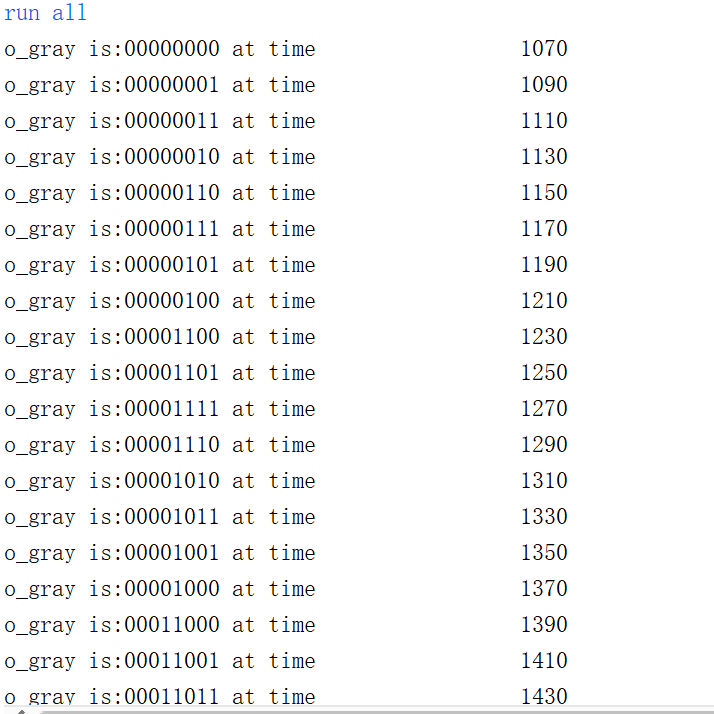 run all
o_gray is:00000000 at time 1070
o_gray is:00000001 at time 1090
o_gray is:00000011 at time 1110
o_gray is:00000010 at time 1130
o_gray is:00000110 at time 1150
o_gray is:00000111 at time 1170
o_gray is:00000101 at time 1190
o_gray is:00000100 at time 1210
o_gray is:00001100 at time 1230
o_gray is:00001101 at time 1250
o_gray is:00001111 at time 1270
o_gray is:00001110 at time 1290
o_gray is:00001010 at time 1310
o_gray is:00001011 at time 1330
o_gray is:00001001 at time 1350
o_gray is:00001000 at time 1370
o_gray is:00011000 at time 1390
o_gray is:00011001 at time 1410
o_gray is:00011011 at time 1430